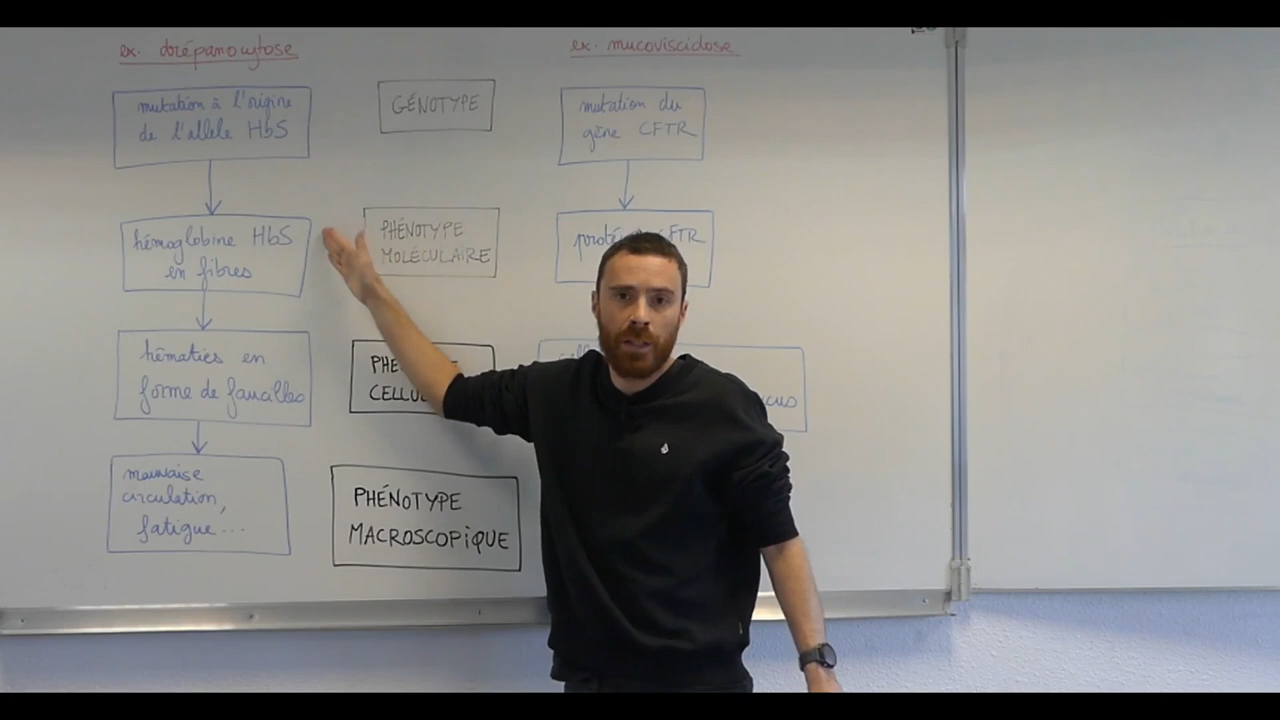 ex. drépanocytose
mutation à l'origine
de l'allèle HbS
hémoglobine HbS
en fibres
hématies en
forme de faucilles
mauvaise
circulation,
fatigue...
GÉNOTYPE
PHÉNOTYPE
MOLÉCULAIRE
PHÉ
CELLU
PHÉNOTYPE
MACROSCOPIQUE
ex. mucoviscidose
mutation du
gène CFTR